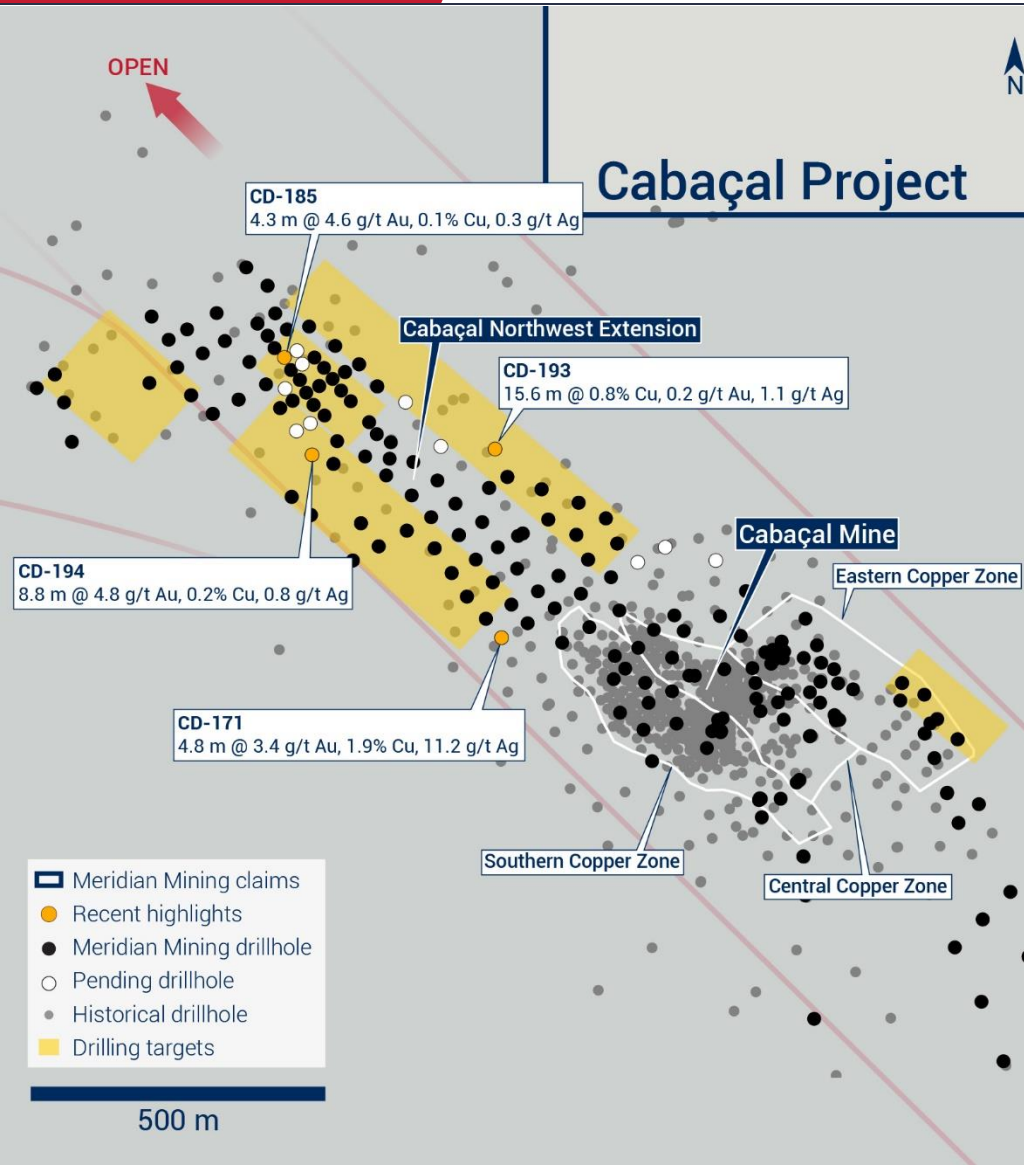 OPEN
N
Cabaçal Project
CD-185
4.3 m @ 4.6 g/t Au, 0.1% Cu, 0.3 g/t Ag
Cabaçal Northwest Extension
CD-193
15.6 m @ 0.8% Cu, 0.2 g/t Au, 1.1 g/t Ag
Cabaçal Mine
CD-194
8.8 m @ 4.8 g/t Au, 0.2% Cu, 0.8 g/t Ag
Eastern Copper Zone
CD-171
4.8 m @ 3.4 g/t Au, 1.9% Cu, 11.2 g/t Ag
Southern Copper Zone
Central Copper Zone
Meridian Mining claims
Recent highlights
Meridian Mining drillhole
Pending drillhole
Historical drillhole
Drilling targets
500 m